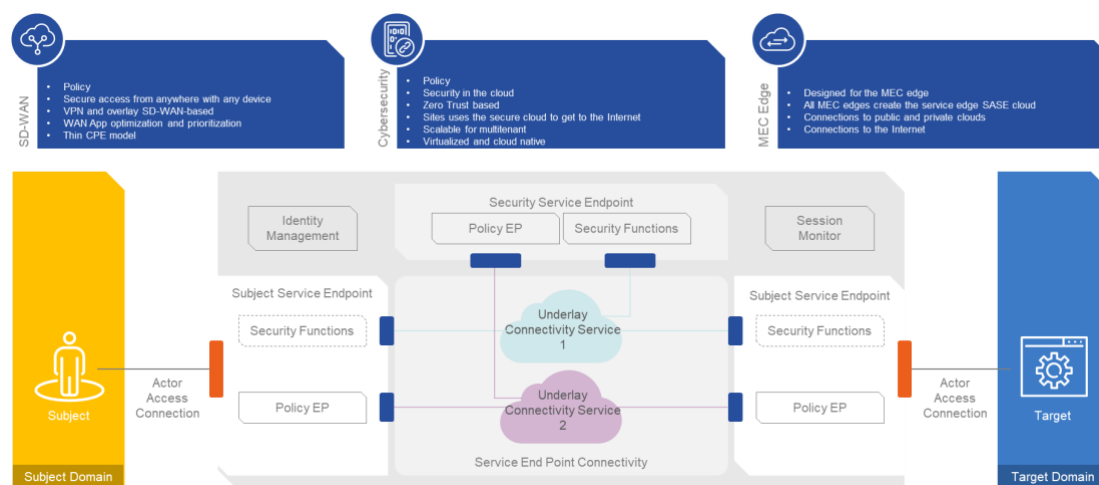 SD-WAN
• Policy
• Secure access from anywhere with any device
• VPN and overlay SD-WAN-based
• WAN App optimization and prioritization
• Thin CPE model
Cybersecurity
• Policy
• Security in the cloud
• Zero Trust based
• Sites uses the secure cloud to get to the Internet
• Scalable for multitenant
• Virtualized and cloud native
MEC Edge
• Designed for the MEC edge
• All MEC edges create the service edge SASE cloud
• Connections to public and private clouds
• Connections to the Internet
Identity
Management
Security Service Endpoint
Policy EP
Security Functions
Session
Monitor
Subject Service Endpoint
Security Functions
Policy EP
Underlay
Connectivity Service
1
Underlay
Connectivity Service
2
Service End Point Connectivity
Subject Service Endpoint
Security Functions
Policy EP
Subject
Subject Domain
Actor
Access
Connection
Actor
Access
Connection
Target
Target Domain